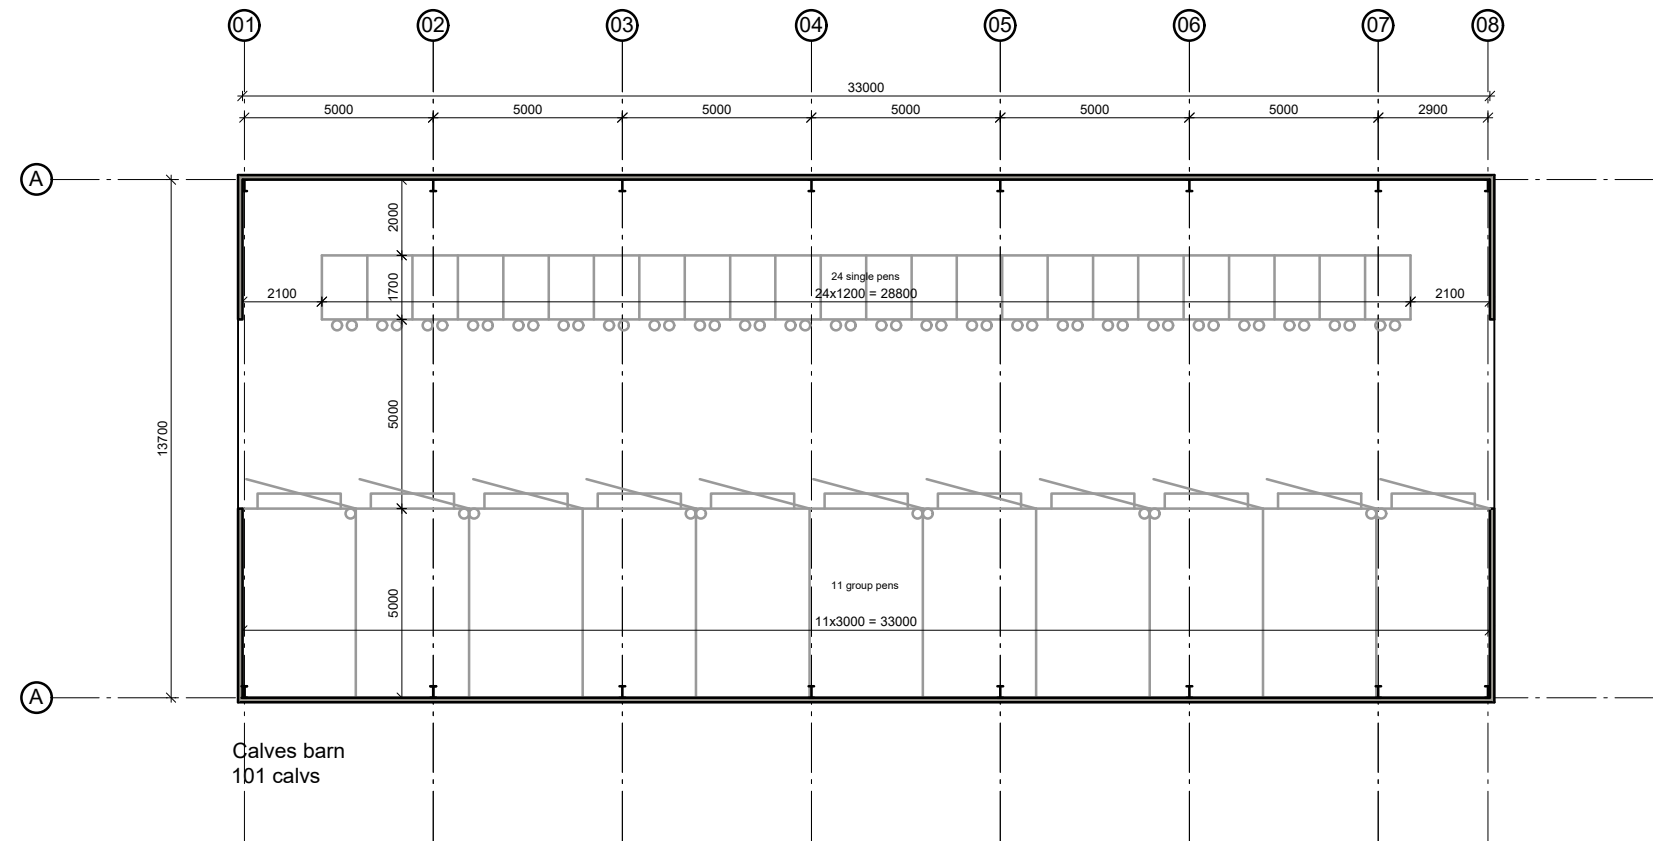 01 02 03 04 05 06 07 08
33000
5000 5000 5000 5000 5000 5000 2900
A
2000
24 single pens
1700
2100 24x1200 = 28800 2100
5000
13700
11 group pens
5000
11x3000 = 33000
A
Calves barn
101 calvs